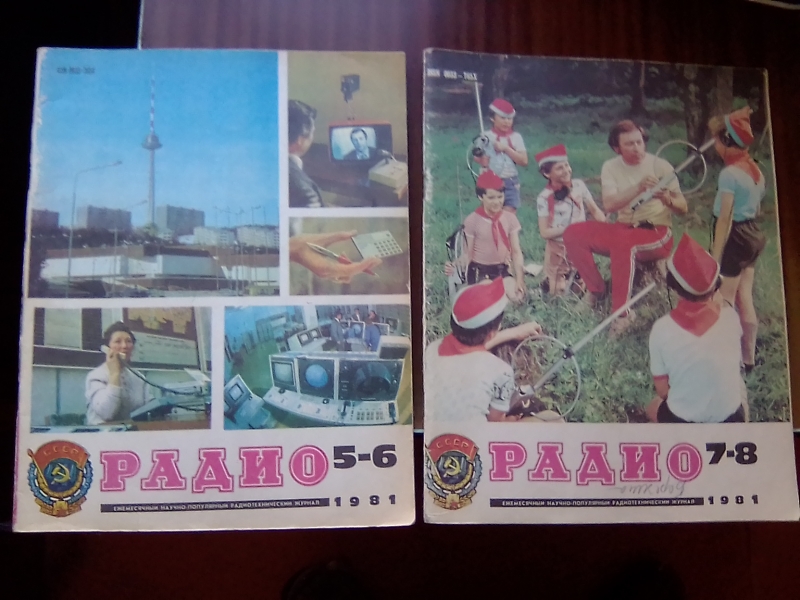 СССР
РАДИО 5-6
ЕЖЕМЕСЯЧНЫЙ НАУЧНО-ПОПУЛЯРНЫЙ РАДИОТЕХНИЧЕСКИЙ ЖУРНАЛ 1981
СССР
РАДИО 7-8
ЕЖЕМЕСЯЧНЫЙ НАУЧНО-ПОПУЛЯРНЫЙ РАДИОТЕХНИЧЕСКИЙ ЖУРНАЛ 1981